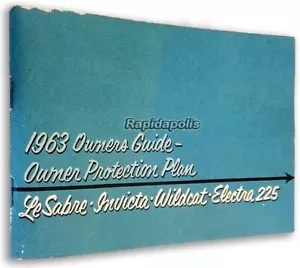 Rapidapolis
1963 Owners Guide-
Owner Protection Plan
LeSabre·Invicta·Wildcat·Electra 225